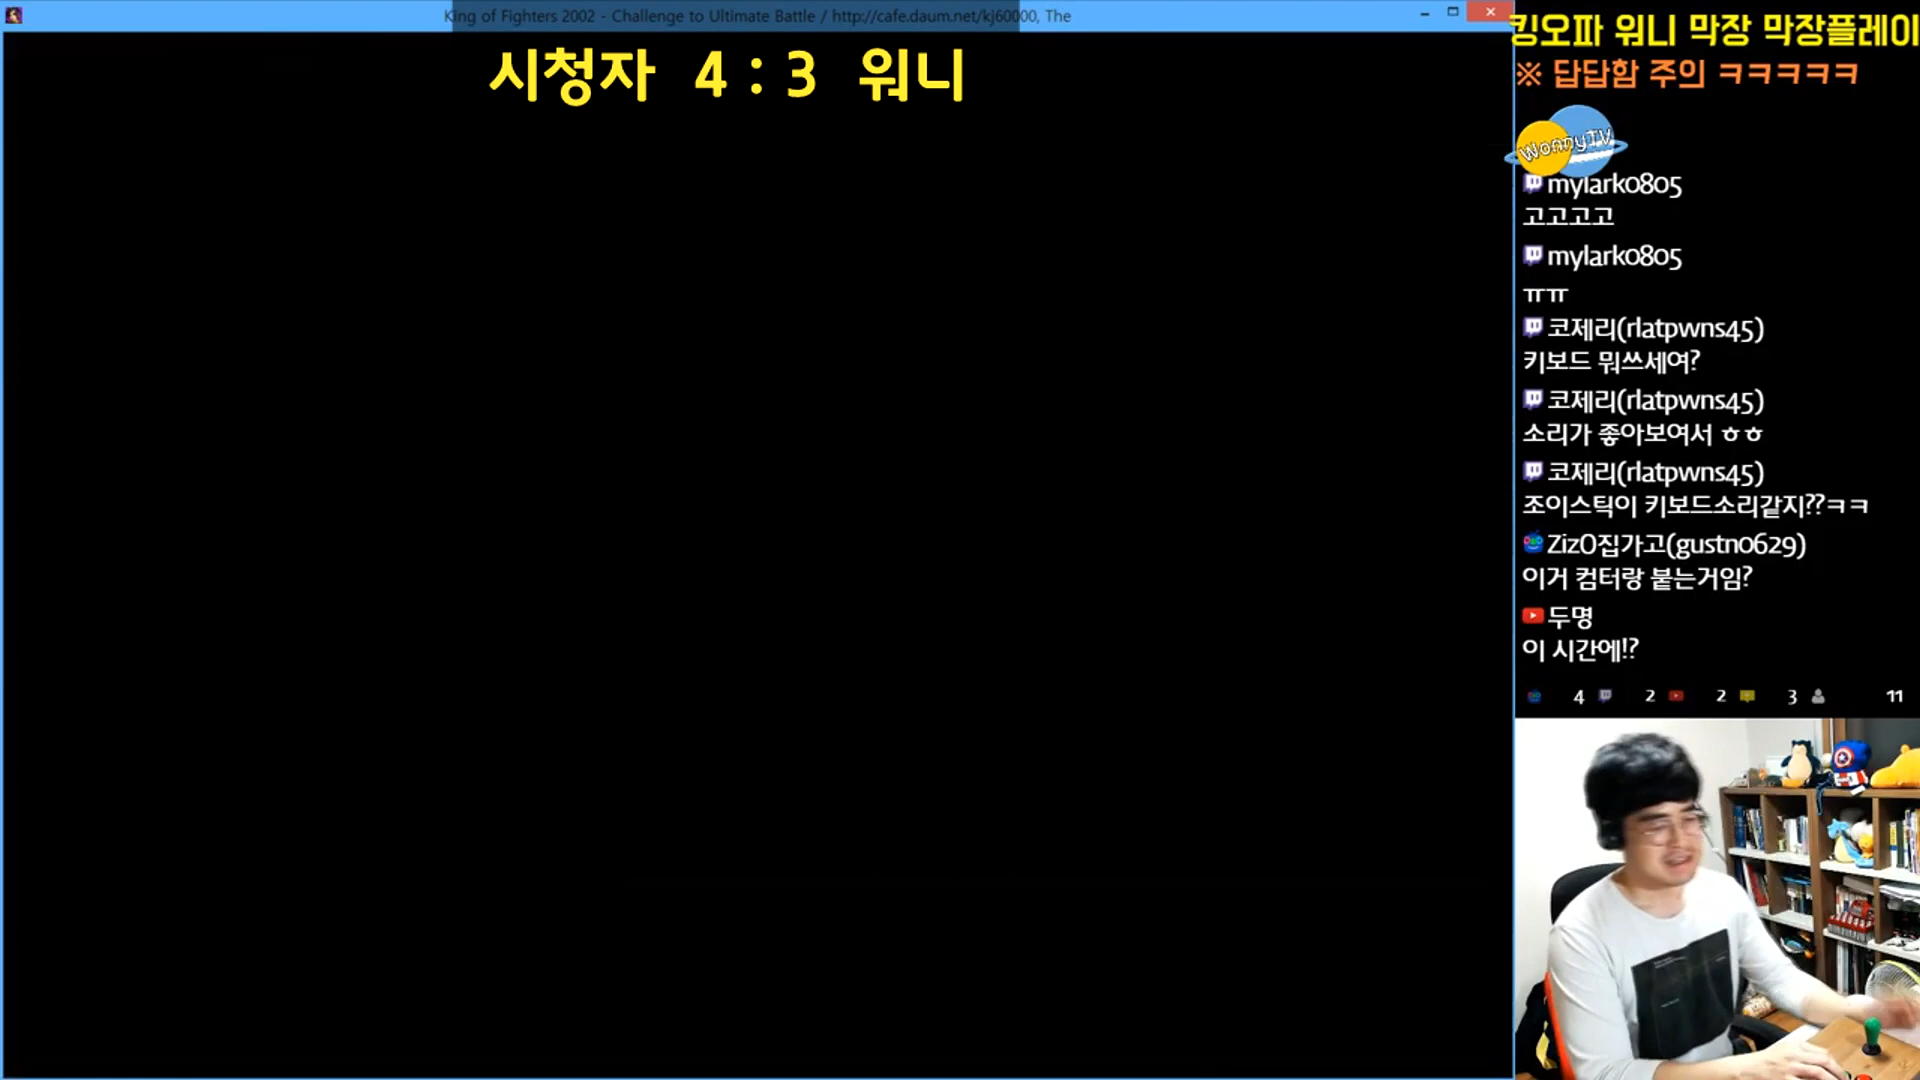 King of Fighters 2002 - Challenge to Ultimate Battle / http://cafe.daum.net/kj60000, The
시청자 4 : 3 워니
킹오파 워니 막장 막장플레이
※ 답답함 주의 ㅋㅋㅋㅋㅋ
WonnyTV
mylark0805
고고고고
mylark0805
ㅠㅠ
코제리(rlatpwns45)
키보드 뭐쓰세여?
코제리(rlatpwns45)
소리가 좋아보여서 ㅎㅎ
코제리(rlatpwns45)
조이스틱이 키보드소리같지??ㅋㅋ
ZizO집가고(gustn0629)
이거 컴터랑 붙는거임?
두명
이 시간에!?
4 2 2 3 11